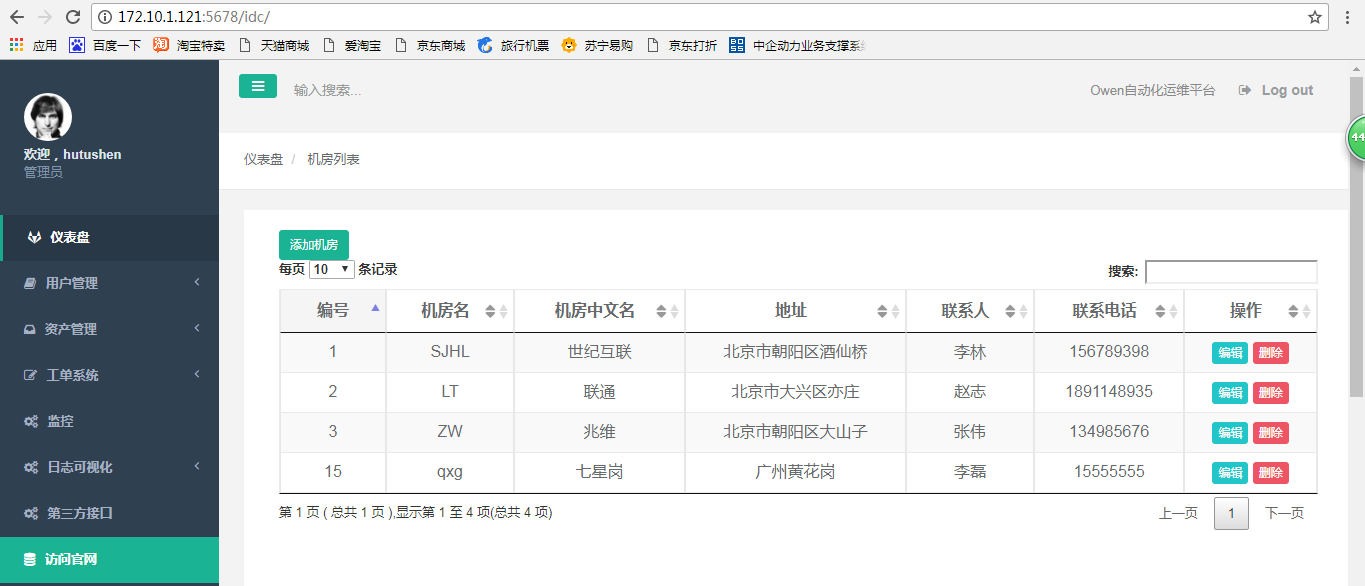 172.10.1.121:5678/idc/
应用 百度一下 淘宝特卖 天猫商城 爱淘宝 京东商城 旅行机票 苏宁易购 京东打折 中企动力业务支撑系
输入搜索...
Owen自动化运维平台 Log out
44
欢迎，hutushen
管理员
仪表盘 / 机房列表
仪表盘
用户管理
资产管理
工单系统
监控
日志可视化
第三方接口
访问官网
添加机房
每页 10 条记录
搜索:
编号 机房名 机房中文名 地址 联系人 联系电话 操作
1 SJHL 世纪互联 北京市朝阳区酒仙桥 李林 156789398 编辑 删除
2 LT 联通 北京市大兴区亦庄 赵志 1891148935 编辑 删除
3 ZW 兆维 北京市朝阳区大山子 张伟 134985676 编辑 删除
15 qxg 七星岗 广州黄花岗 李磊 15555555 编辑 删除
第 1 页 ( 总共 1 页 ),显示第 1 至 4 项(总共 4 项)
上一页 1 下一页